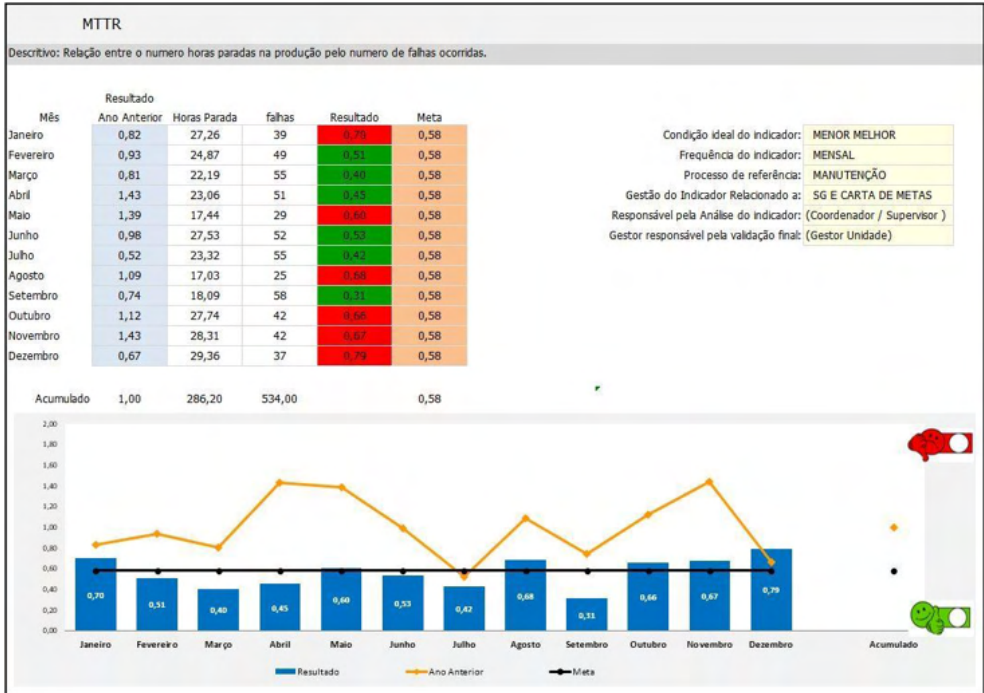 MTTR
Descritivo: Relação entre o numero horas paradas na produção pelo numero de falhas ocorridas.
Resultado
Mês Ano Anterior Horas Parada falhas Resultado Meta
Janeiro 0,82 27,26 39 0,70 0,58
Fevereiro 0,93 24,87 49 0,51 0,58
Março 0,81 22,19 55 0,40 0,58
Abril 1,43 23,06 51 0,45 0,58
Maio 1,39 17,44 29 0,60 0,58
Junho 0,98 27,53 52 0,53 0,58
Julho 0,52 23,32 55 0,42 0,58
Agosto 1,09 17,03 25 0,68 0,58
Setembro 0,74 18,09 58 0,31 0,58
Outubro 1,12 27,74 42 0,66 0,58
Novembro 1,43 28,31 42 0,67 0,58
Dezembro 0,67 29,36 37 0,79 0,58
Acumulado 1,00 286,20 534,00 0,58
Condição ideal do indicador: MENOR MELHOR
Frequência do indicador: MENSAL
Processo de referência: MANUTENÇÃO
Gestão do Indicador Relacionado a: SG E CARTA DE METAS
Responsável pela Análise do indicador: (Coordenador / Supervisor )
Gestor responsável pela validação final: (Gestor Unidade)
2,00
1,80
1,60
1,40
1,20
1,00
0,80
0,60
0,40
0,20
0,00
0,70 0,51 0,40 0,45 0,60 0,53 0,42 0,68 0,31 0,66 0,67 0,79
Janeiro Fevereiro Março Abril Maio Junho Julho Agosto Setembro Outubro Novembro Dezembro Acumulado
Resultado Ano Anterior Meta